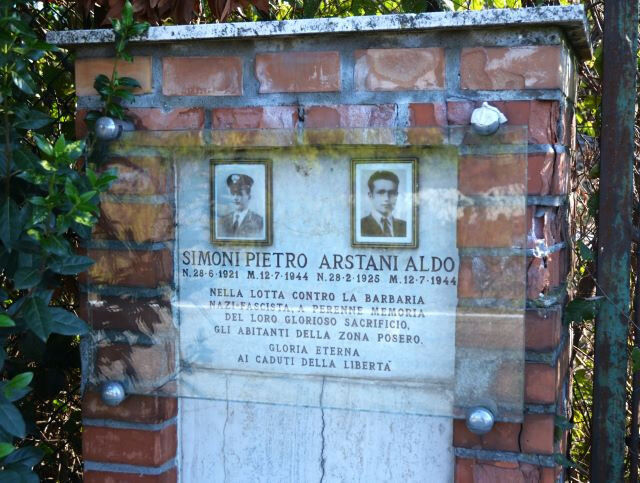 SIMONI PIETRO ARSTANI ALDO
N. 28-6-1921 M. 12-7-1944 N. 28-2-1925 M. 12-7-1944
NELLA LOTTA CONTRO LA BARBARIA
NAZI-FASCISTA, A PERENNE MEMORIA
DEL LORO GLORIOSO SACRIFICIO,
GLI ABITANTI DELLA ZONA POSERO.
GLORIA ETERNA
AI CADUTI DELLA LIBERTA'